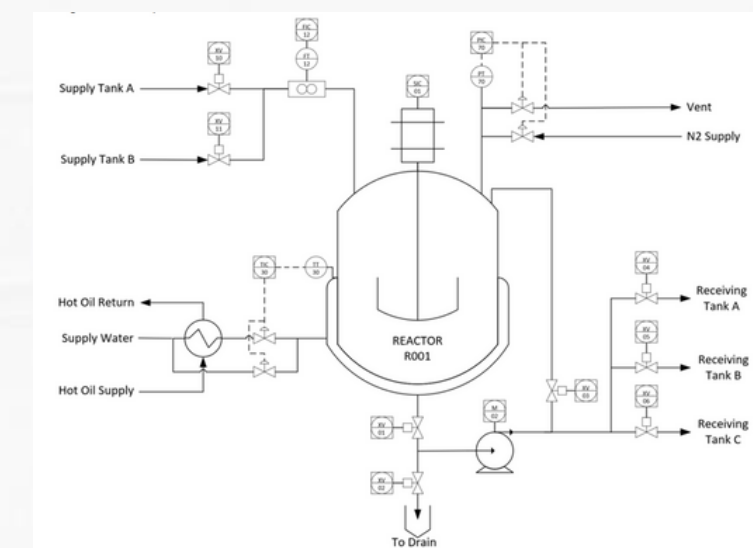 FIC
12
PIC
70
XV
10
FT
12
SIC
01
PT
70
Supply Tank A
Vent
XV
11
N2 Supply
Supply Tank B
TIC
30
TT
30
XV
04
Receiving
Tank A
Hot Oil Return
Supply Water
REACTOR
R001
XV
05
Receiving
Tank B
Hot Oil Supply
XV
03
XV
06
M
02
Receiving
Tank C
XV
01
XV
02
To Drain